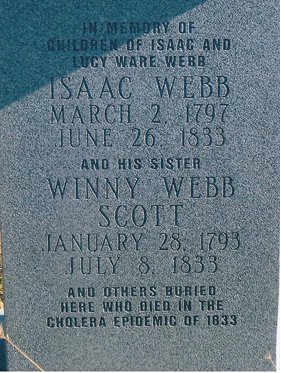 IN MEMORY OF
CHILDREN OF ISAAC AND
LUCY WARE WEBB
ISAAC WEBB
MARCH 2, 1797
JUNE 26, 1833
AND HIS SISTER
WINNY WEBB
SCOTT
JANUARY 28, 1793
JULY 8, 1833
AND OTHERS BURIED
HERE WHO DIED IN THE
CHOLERA EPIDEMIC OF 1833